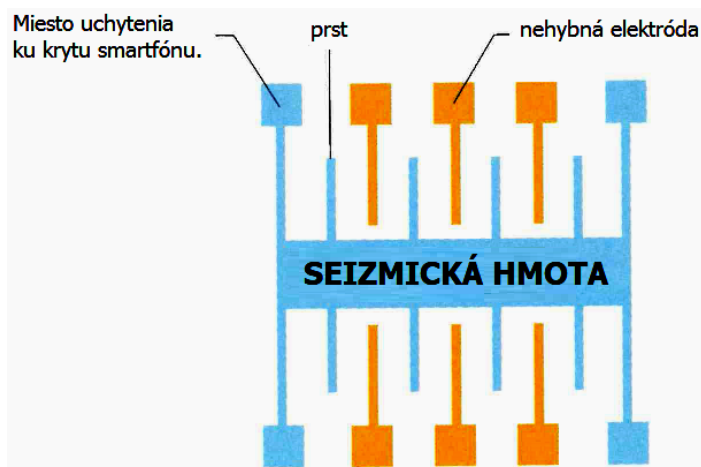 Miesto uchytenia
ku krytu smartfónu.
prst
nehybná elektróda
SEIZMICKÁ HMOTA